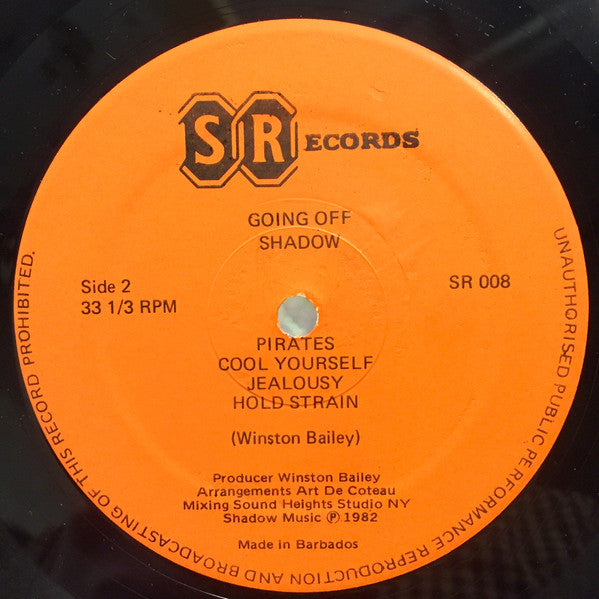 SRECORDS
GOING OFF
SHADOW
Side 2
33 1/3 RPM
SR 008
PIRATES
COOL YOURSELF
JEALOUSY
HOLD STRAIN
(Winston Bailey)
Producer Winston Bailey
Arrangements Art De Coteau
Mixing Sound Heights Studio NY
Shadow Music ℗ 1982
Made in Barbados
UNAUTHORISED PUBLIC PERFORMANCE REPRODUCTION AND BROADCASTING OF THIS RECORD PROHIBITED.